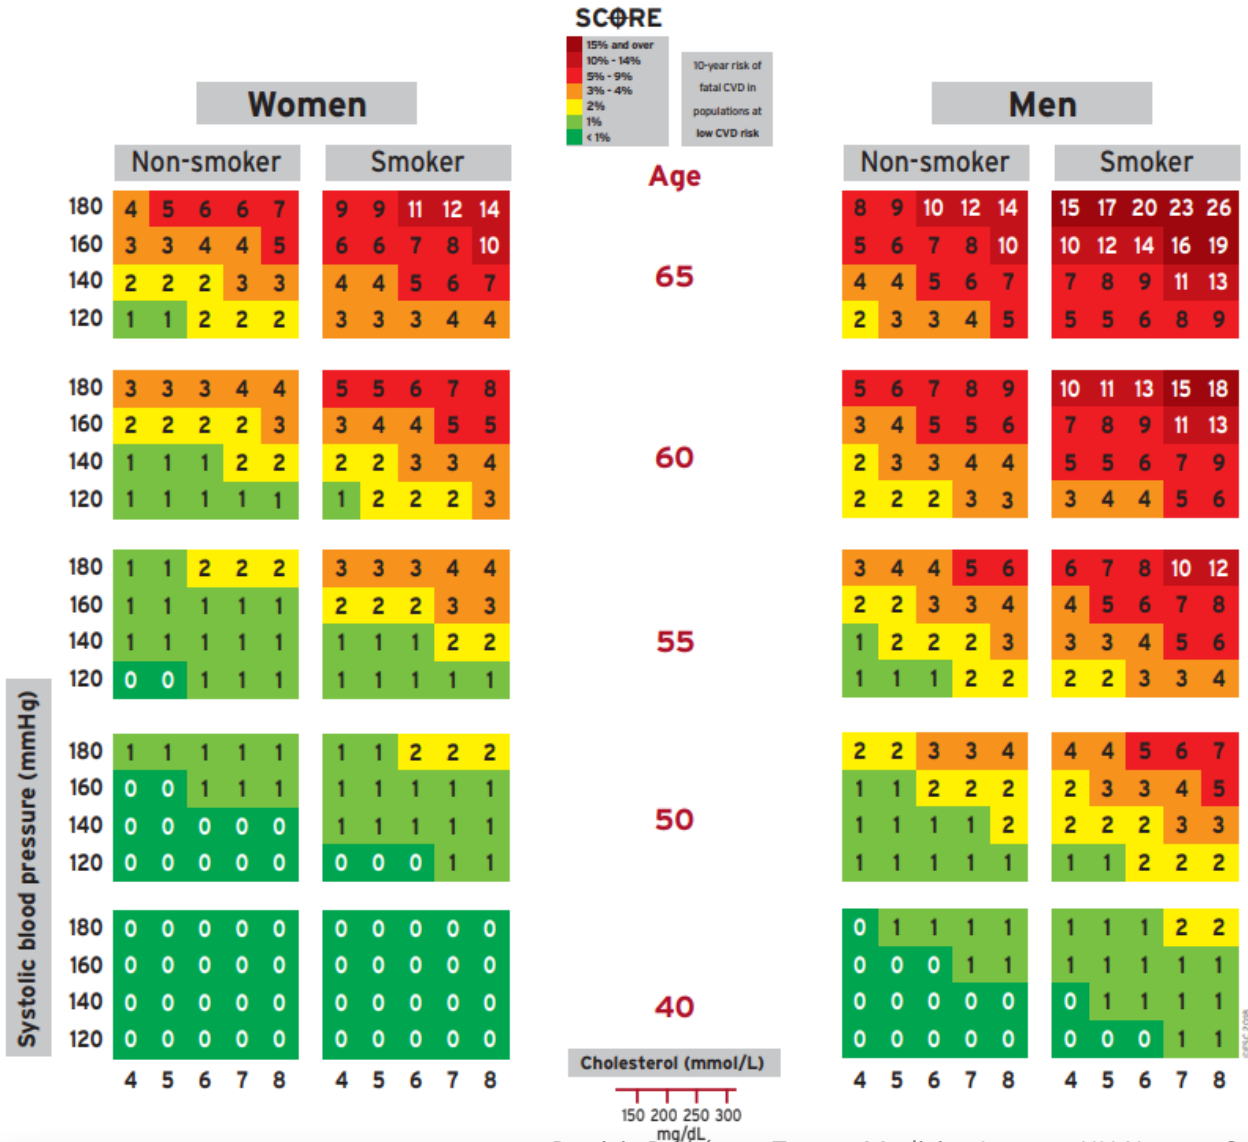 SCORE
15% and over
10% - 14%
5% - 9%
3% - 4%
2%
1%
< 1%
10-year risk of
fatal CVD in
populations at
low CVD risk
Women
Men
Non-smoker Smoker
Age
Non-smoker Smoker
180 4 5 6 6 7 9 9 11 12 14 8 9 10 12 14 15 17 20 23 26
160 3 3 4 4 5 6 6 7 8 10 5 6 7 8 10 10 12 14 16 19
65
140 2 2 2 3 3 4 4 5 6 7 4 4 5 6 7 7 8 9 11 13
120 1 1 2 2 2 3 3 3 4 4 2 3 3 4 5 5 5 6 8 9
180 3 3 3 4 4 5 5 6 7 8 5 6 7 8 9 10 11 13 15 18
160 2 2 2 2 3 3 4 4 5 5 3 4 5 5 6 7 8 9 11 13
60
140 1 1 1 2 2 2 2 3 3 4 2 3 3 4 4 5 5 6 7 9
120 1 1 1 1 1 1 2 2 2 3 2 2 2 3 3 3 4 4 5 6
180 1 1 2 2 2 3 3 3 4 4 3 4 4 5 6 6 7 8 10 12
160 1 1 1 1 1 2 2 2 3 3 2 2 3 3 4 4 5 6 7 8
55
140 1 1 1 1 1 1 1 1 2 2 1 2 2 2 3 3 3 4 5 6
120 0 0 1 1 1 1 1 1 1 1 1 1 1 2 2 2 2 3 3 4
180 1 1 1 1 1 1 1 2 2 2 2 2 3 3 4 4 4 5 6 7
160 0 0 1 1 1 1 1 1 1 1 1 1 2 2 2 2 3 3 4 5
50
140 0 0 0 0 0 1 1 1 1 1 1 1 1 1 2 2 2 2 3 3
120 0 0 0 0 0 0 0 0 1 1 1 1 1 1 1 1 1 2 2 2
180 0 0 0 0 0 0 0 0 0 0 0 1 1 1 1 1 1 1 2 2
160 0 0 0 0 0 0 0 0 0 0 0 0 0 1 1 1 1 1 1 1
40
140 0 0 0 0 0 0 0 0 0 0 0 0 0 0 0 0 1 1 1 1
120 0 0 0 0 0 0 0 0 0 0 0 0 0 0 0 0 0 0 1 1
4 5 6 7 8 4 5 6 7 8 4 5 6 7 8 4 5 6 7 8
Systolic blood pressure (mmHg)
Cholesterol (mmol/L)
150 200 250 300
mg/dL